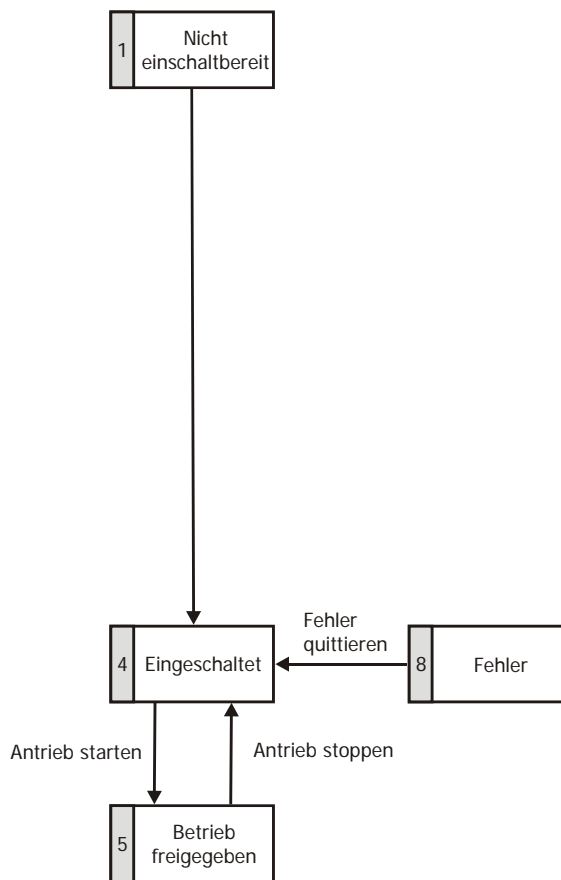 1
Nicht
einschaltbereit
4
Eingeschaltet
Fehler
quittieren
8
Fehler
Antrieb starten
Antrieb stoppen
5
Betrieb
freigegeben